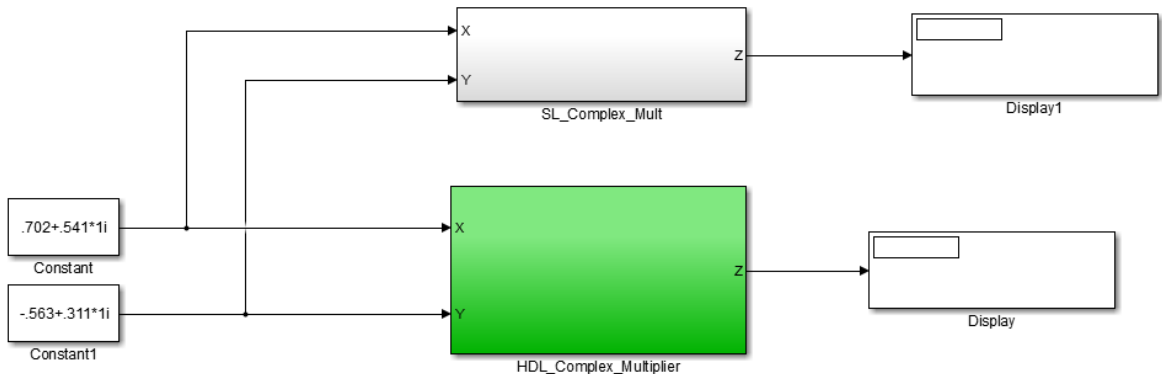 X
Y
Z
SL_Complex_Mult
Display1
.702+.541*1i
Constant
-.563+.311*1i
Constant1
X
Y
Z
HDL_Complex_Multiplier
Display